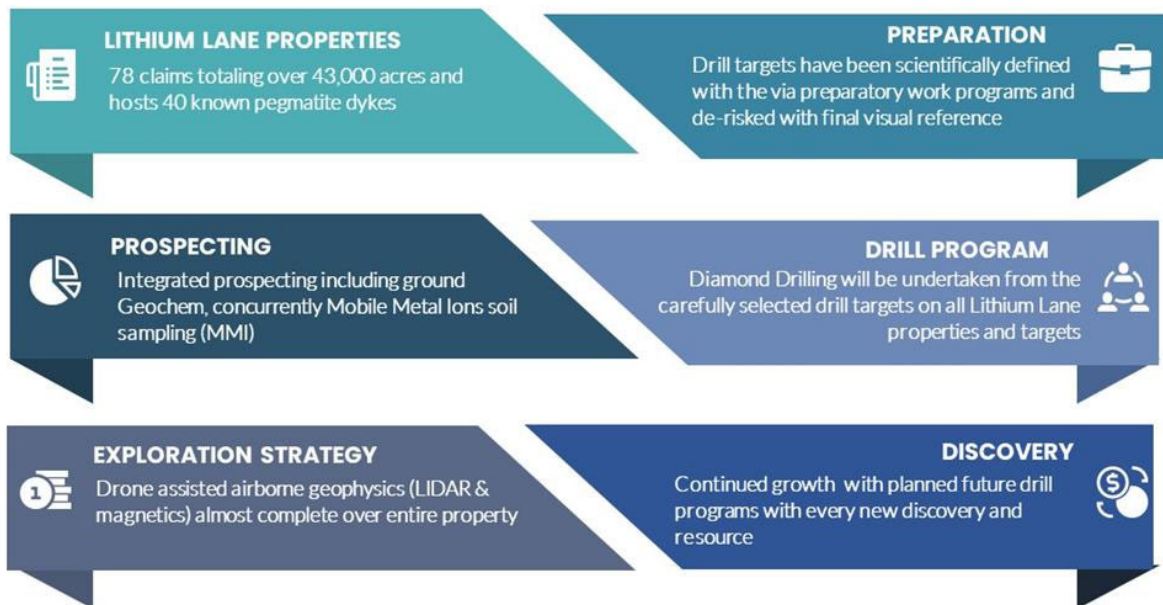 LITHIUM LANE PROPERTIES
78 claims totaling over 43,000 acres and
hosts 40 known pegmatite dykes
PREPARATION
Drill targets have been scientifically defined
with the via preparatory work programs and
de-risked with final visual reference
PROSPECTING
Integrated prospecting including ground
Geochem, concurrently Mobile Metal Ions soil
sampling (MMI)
DRILL PROGRAM
Diamond Drilling will be undertaken from the
carefully selected drill targets on all Lithium Lane
properties and targets
EXPLORATION STRATEGY
1
Drone assisted airborne geophysics (LIDAR &
magnetics) almost complete over entire property
DISCOVERY
$
Continued growth with planned future drill
programs with every new discovery and
resource